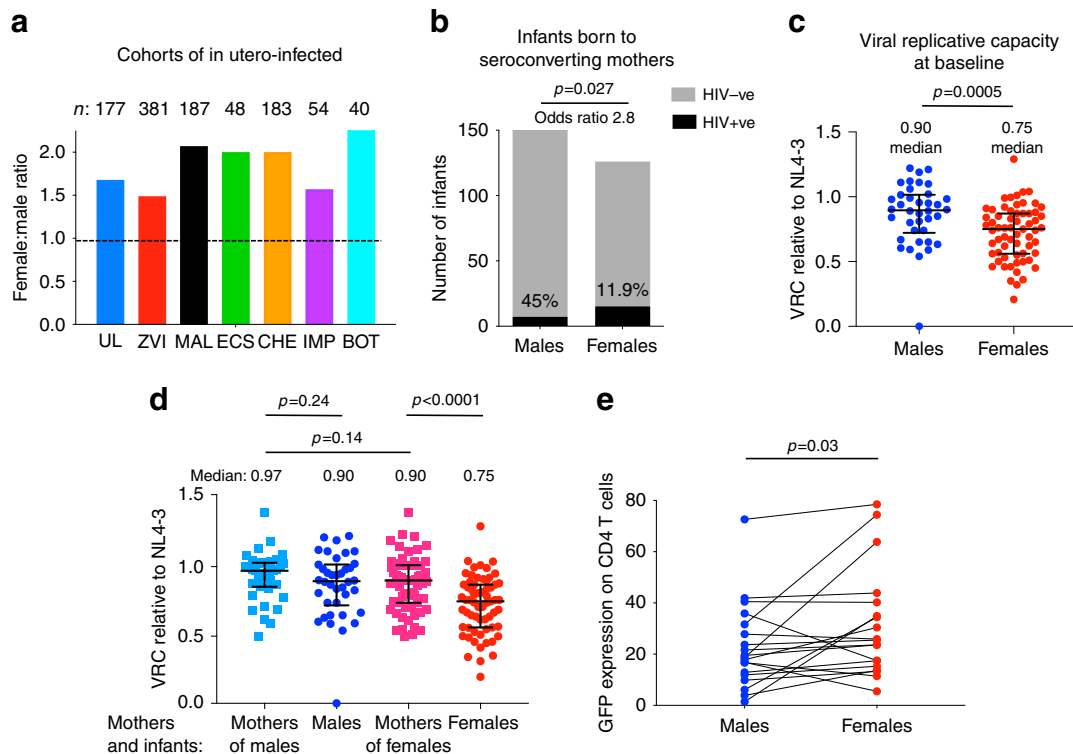 a
Cohorts of in utero-infected
n: 177 381 187 48 183 54 40
Female:male ratio
2.0
1.5
1.0
0.5
0.0
UL ZVI MAL ECS CHE IMP BOT
b
Infants born to
seroconverting mothers
p=0.027
Odds ratio 2.8
HIV–ve
HIV+ve
Number of infants
150
100
50
0
45%
11.9%
Males Females
c
Viral replicative capacity
at baseline
p=0.0005
0.90 0.75
median median
VRC relative to NL4-3
1.5
1.0
0.5
0.0
Males Females
d
p=0.24 p<0.0001
p=0.14
Median: 0.97 0.90 0.90 0.75
VRC relative to NL4-3
1.5
1.0
0.5
0.0
Mothers Mothers Males Mothers Females
and infants: of males of females
e
p=0.03
GFP expression on CD4 T cells
80
60
40
20
0
Males Females